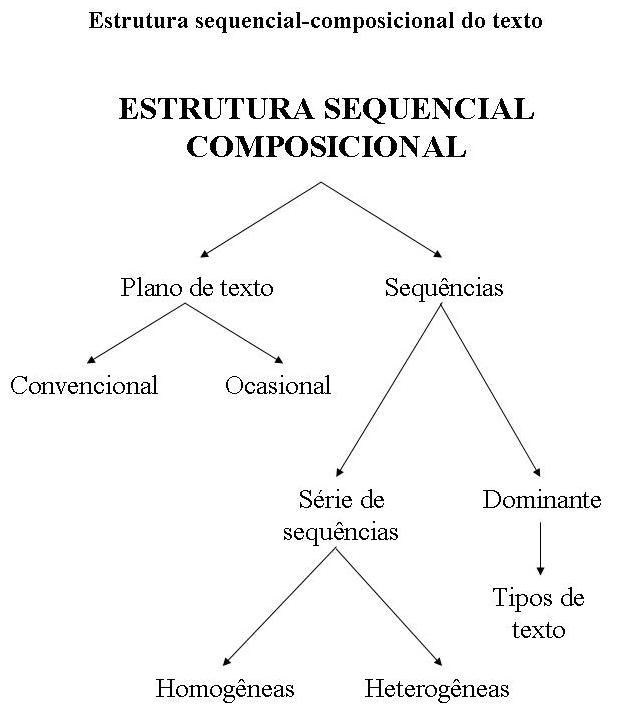 Estrutura sequencial-composicional do texto
ESTRUTURA SEQUENCIAL
COMPOSICIONAL
Plano de texto
Sequências
Convencional
Ocasional
Série de
sequências
Dominante
Tipos de
texto
Homogêneas
Heterogêneas